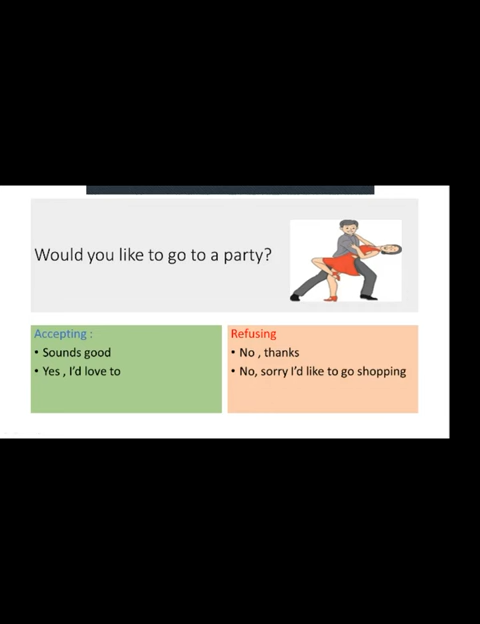 Would you like to go to a party?
Accepting :
• Sounds good
• Yes , I'd love to
Refusing
• No , thanks
• No, sorry I'd like to go shopping